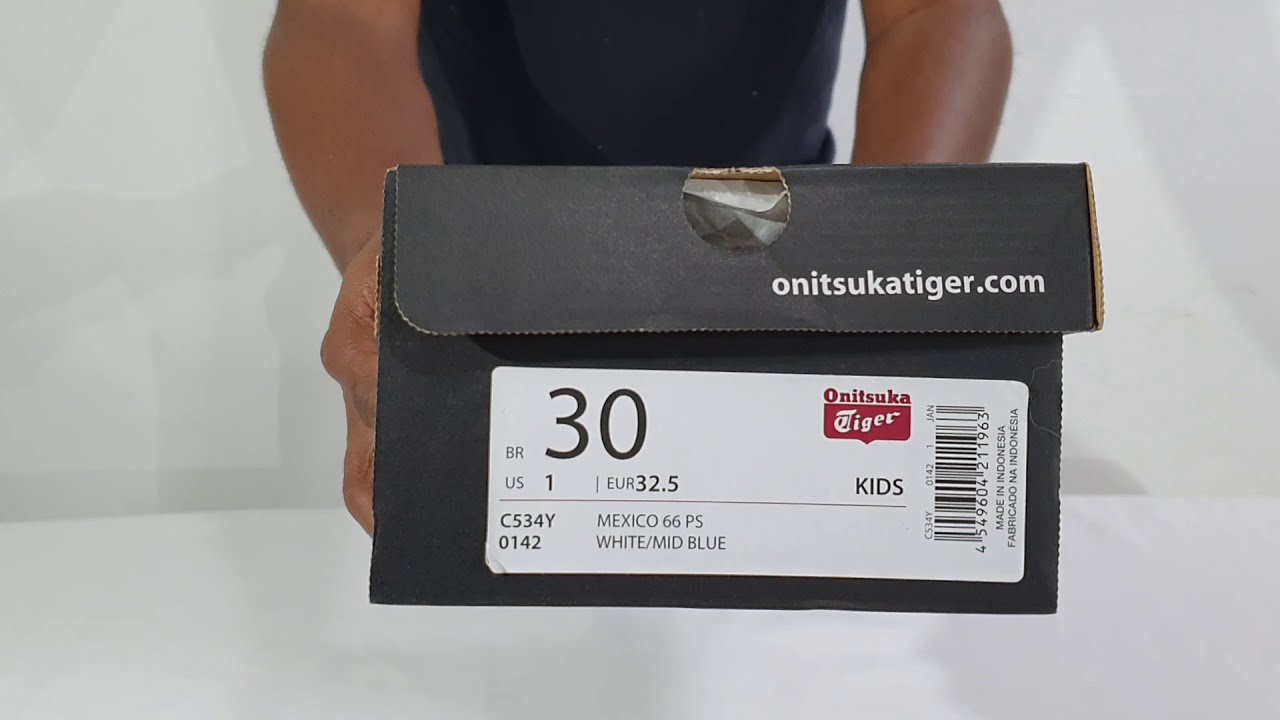 onitsukatiger.com
BR 30
Onitsuka
Tiger
US 1 | EUR32.5
KIDS
C534Y MEXICO 66 PS
0142 WHITE/MID BLUE
C534Y 0142 1 JAN
4 549604 211963
MADE IN INDONESIA
FABRICADO NA INDONÉSIA